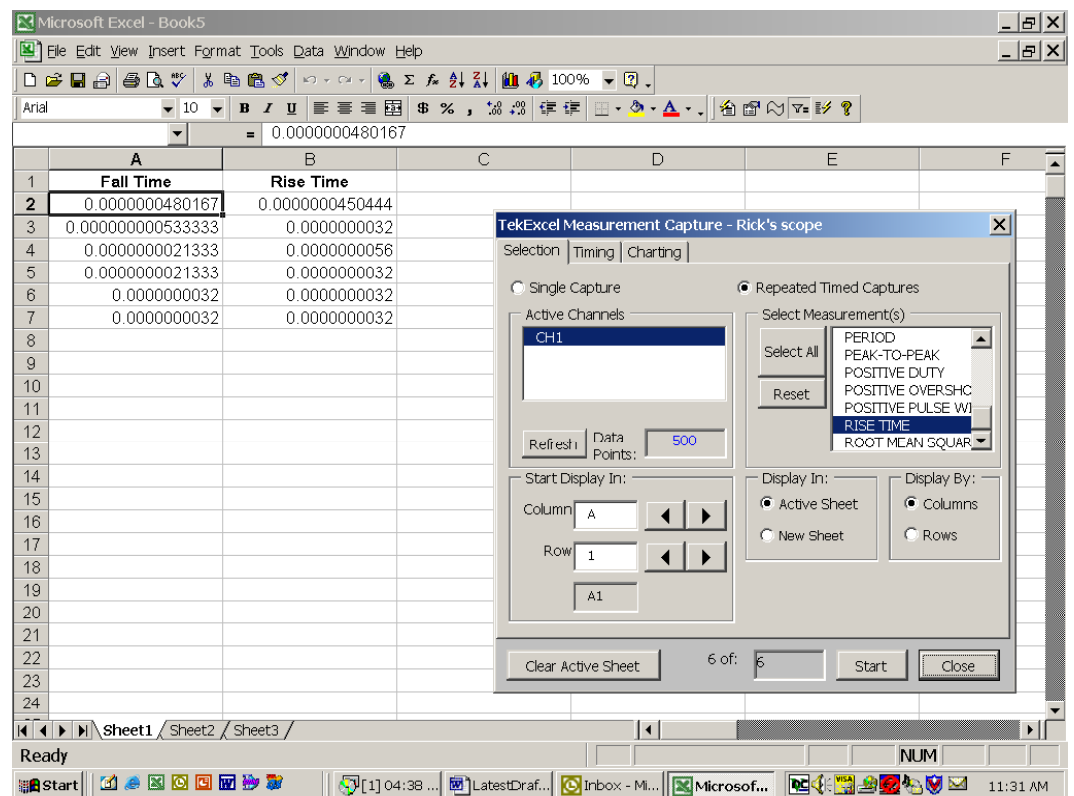 Microsoft Excel - Book5
File Edit View Insert Format Tools Data Window Help
100%
Arial 10 B I U $ % ,
= 0.0000000480167
A B C D E F
1 Fall Time Rise Time
2 0.0000000480167 0.0000000450444
3 0.000000000533333 0.0000000032
4 0.0000000021333 0.0000000056
5 0.0000000021333 0.0000000032
6 0.0000000032 0.0000000032
7 0.0000000032 0.0000000032
8
9
10
11
12
13
14
15
16
17
18
19
20
21
22
23
24
TekExcel Measurement Capture - Rick's scope
Selection Timing Charting
Single Capture Repeated Timed Captures
Active Channels
CH1
Refresh Data Points: 500
Select Measurement(s)
Select All
Reset
PERIOD
PEAK-TO-PEAK
POSITIVE DUTY
POSITIVE OVERSHO
POSITIVE PULSE WI
RISE TIME
ROOT MEAN SQUAR
Start Display In:
Column A
Row 1
A1
Display In:
Active Sheet
New Sheet
Display By:
Columns
Rows
Clear Active Sheet 6 of: 6 Start Close
Sheet1 Sheet2 Sheet3
Ready NUM
Start [1] 04:38 ... LatestDraf... Inbox - Mi... Microsof... 11:31 AM